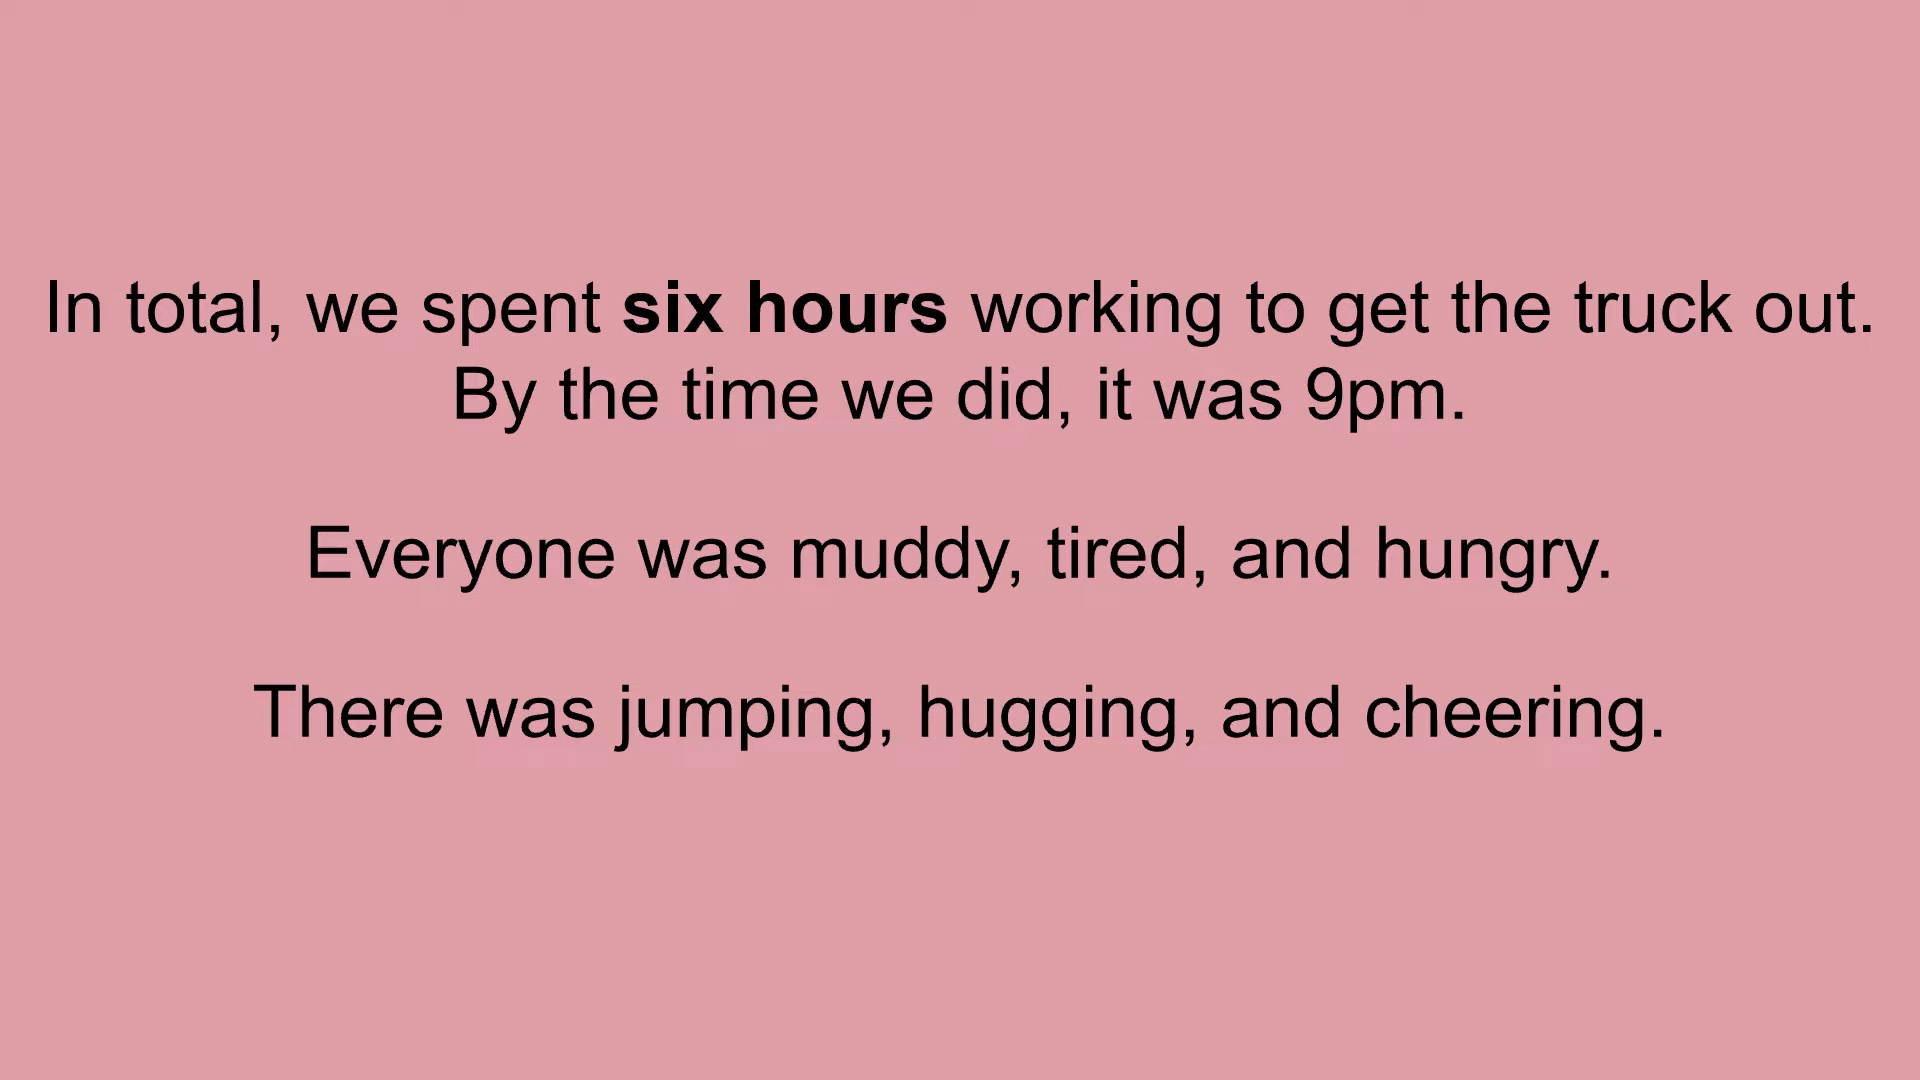 In total, we spent six hours working to get the truck out.
By the time we did, it was 9pm.
Everyone was muddy, tired, and hungry.
There was jumping, hugging, and cheering.